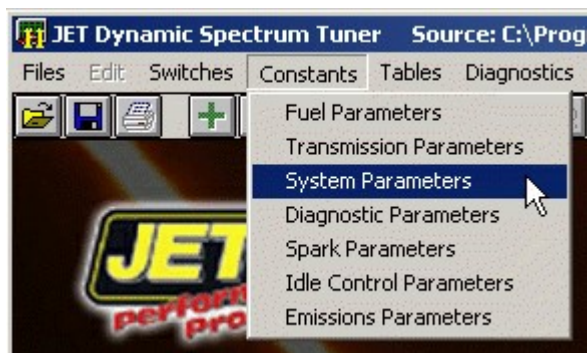 JET Dynamic Spectrum Tuner Source: C:\Prog
Files Edit Switches Constants Tables Diagnostics
Fuel Parameters
Transmission Parameters
System Parameters
Diagnostic Parameters
Spark Parameters
Idle Control Parameters
Emissions Parameters
JET
perform
Pro